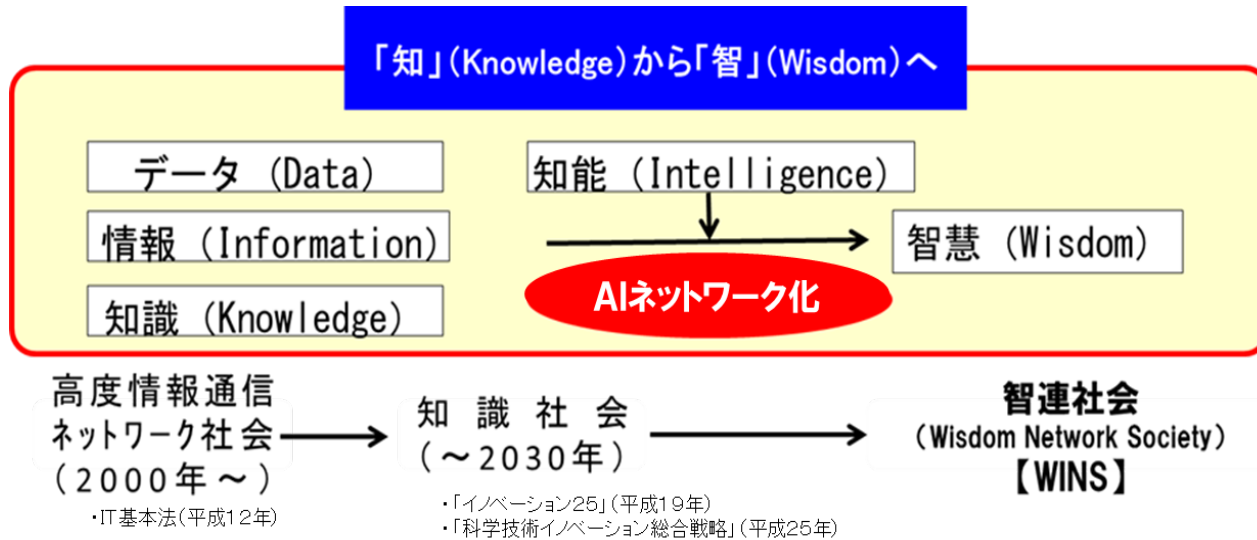 「知」(Knowledge)から「智」(Wisdom)へ
データ (Data)
知能 (Intelligence)
情報 (Information)
智慧 (Wisdom)
知識 (Knowledge)
AIネットワーク化
高度情報通信
ネットワーク社会
(2000年～)
知識社会
(～2030年)
智連社会
(Wisdom Network Society)
【WINS】
・IT基本法(平成12年)
・「イノベーション25」(平成19年)
・「科学技術イノベーション総合戦略」(平成25年)